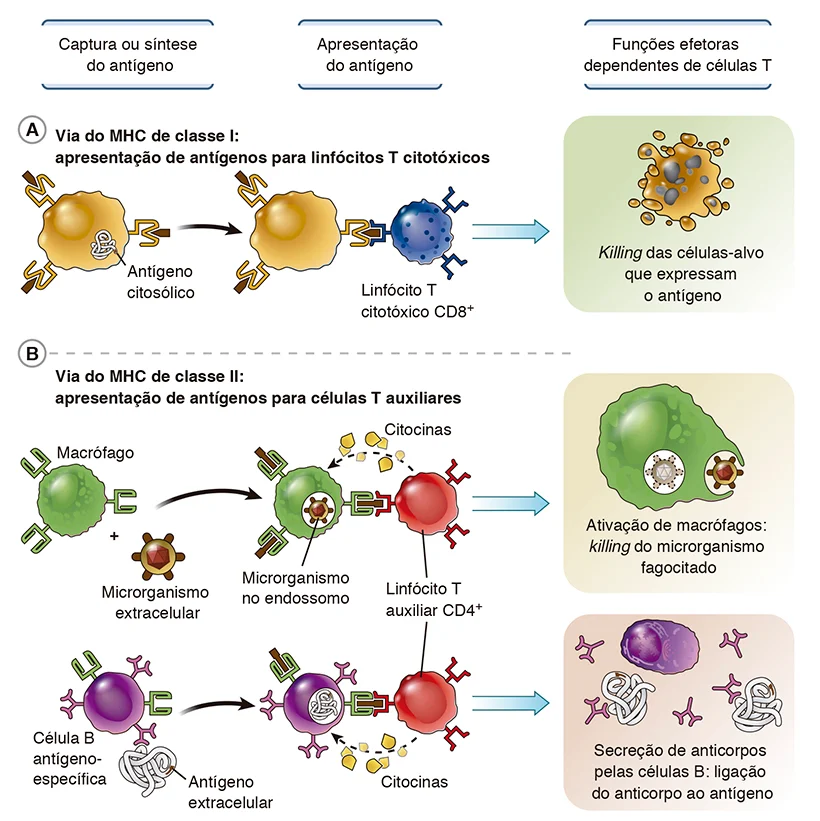 Captura ou síntese
do antígeno
Apresentação
do antígeno
Funções efetoras
dependentes de células T
A
Via do MHC de classe I:
apresentação de antígenos para linfócitos T citotóxicos
Antígeno
citosólico
Linfócito T
citotóxico CD8+
Killing das células-alvo
que expressam
o antígeno
B
Via do MHC de classe II:
apresentação de antígenos para células T auxiliares
Macrófago
+
Microrganismo
extracelular
Citocinas
Microrganismo
no endossomo
Linfócito T
auxiliar CD4+
Ativação de macrófagos:
killing do microrganismo
fagocitado
Célula B
antígeno-
específica
Antígeno
extracelular
Citocinas
Secreção de anticorpos
pelas células B: ligação
do anticorpo ao antígeno